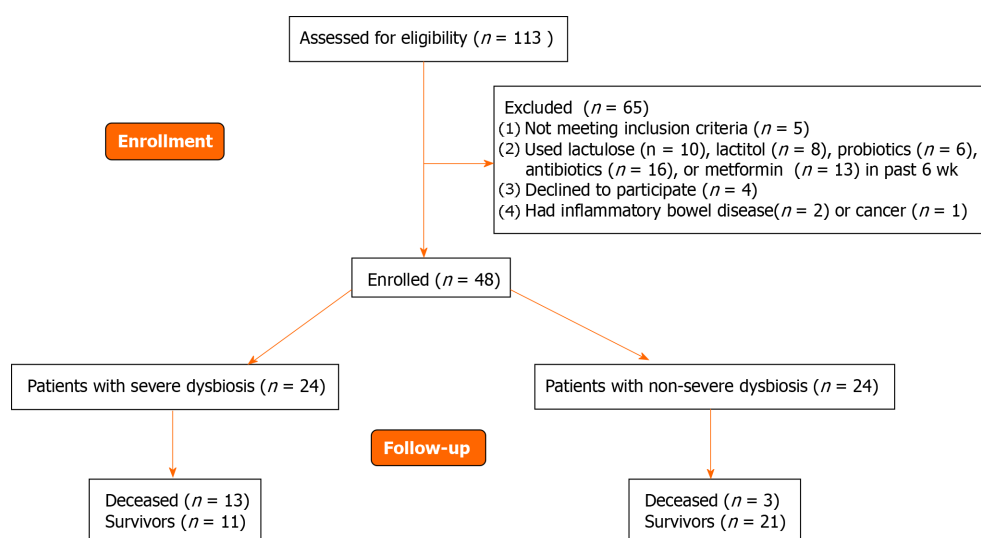 Assessed for eligibility (n = 113 )
Excluded (n = 65)
(1) Not meeting inclusion criteria (n = 5)
(2) Used lactulose (n = 10), lactitol (n = 8), probiotics (n = 6),
antibiotics (n = 16), or metformin (n = 13) in past 6 wk
(3) Declined to participate (n = 4)
(4) Had inflammatory bowel disease(n = 2) or cancer (n = 1)
Enrollment
Enrolled (n = 48)
Patients with severe dysbiosis (n = 24)
Patients with non-severe dysbiosis (n = 24)
Follow-up
Deceased (n = 13)
Survivors (n = 11)
Deceased (n = 3)
Survivors (n = 21)